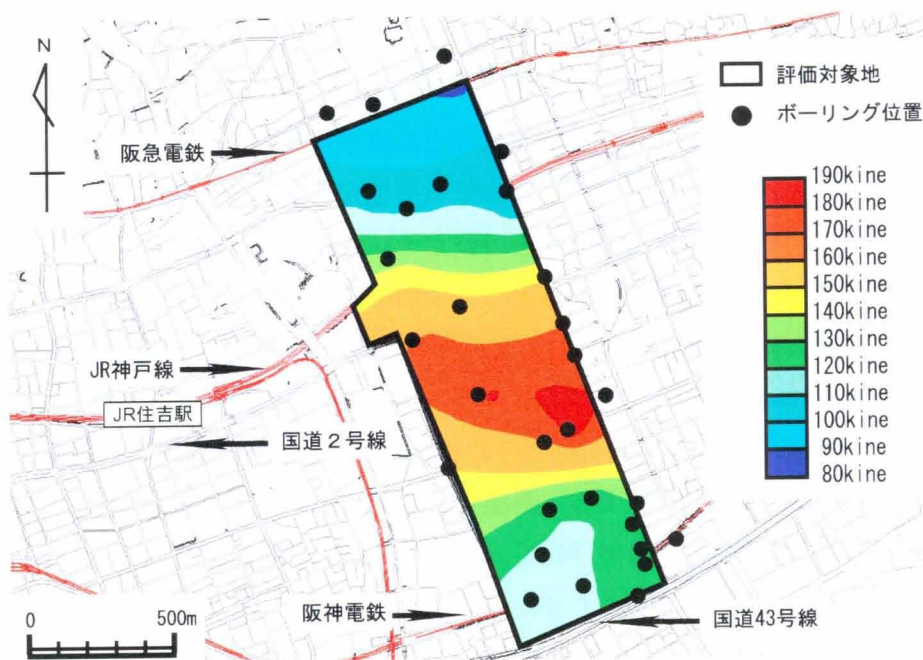 N
評価対象地
ボーリング位置
阪急電鉄
190kine
180kine
170kine
160kine
150kine
140kine
130kine
120kine
110kine
100kine
90kine
80kine
JR神戸線
JR住吉駅
国道2号線
0 500m
阪神電鉄
国道43号線